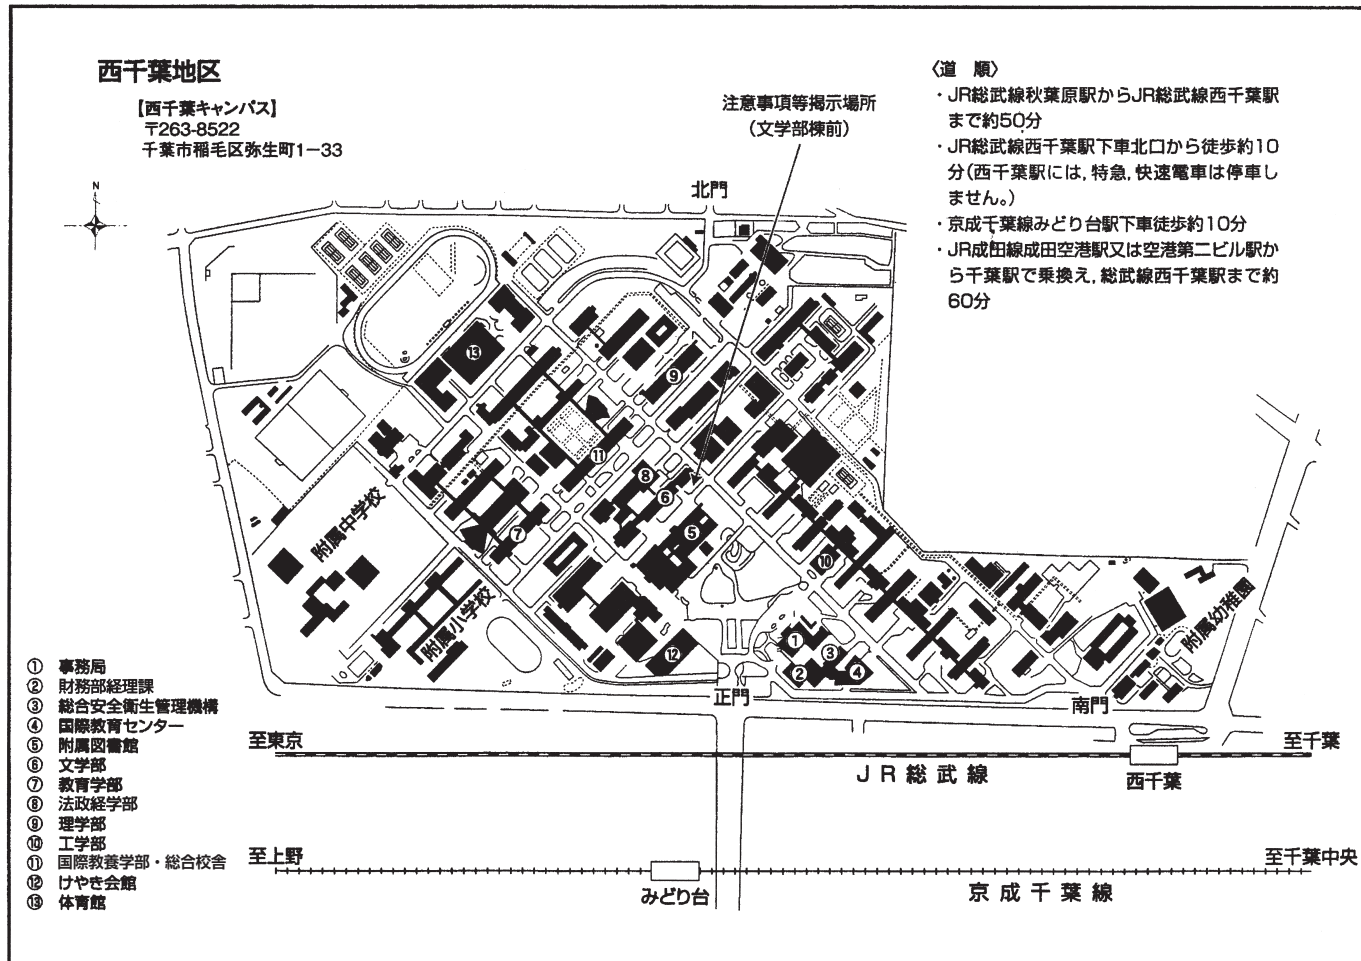 西千葉地区
【西千葉キャンパス】
〒263-8522
千葉市稲毛区弥生町1−33
注意事項等掲示場所
（文学部棟前）
〈道　順〉
・JR総武線秋葉原駅からJR総武線西千葉駅
まで約50分
・JR総武線西千葉駅下車北口から徒歩約10
分(西千葉駅には，特急，快速電車は停車し
ません。)
・京成千葉線みどり台駅下車徒歩約10分
・JR成田線成田空港駅又は空港第二ビル駅か
ら千葉駅で乗換え，総武線西千葉駅まで約
60分
N
北門
⑬
⑨
⑪
⑧
⑥
⑤
⑦
⑩
附属中学校
附属小学校
附属幼稚園
①
③
②
④
⑫
正門
南門
① 事務局
② 財務部経理課
③ 総合安全衛生管理機構
④ 国際教育センター
⑤ 附属図書館
⑥ 文学部
⑦ 教育学部
⑧ 法政経学部
⑨ 理学部
⑩ 工学部
⑪ 国際教養学部・総合校舎
⑫ けやき会館
⑬ 体育館
至東京
至千葉
JR総武線
西千葉
至上野
至千葉中央
みどり台
京成千葉線